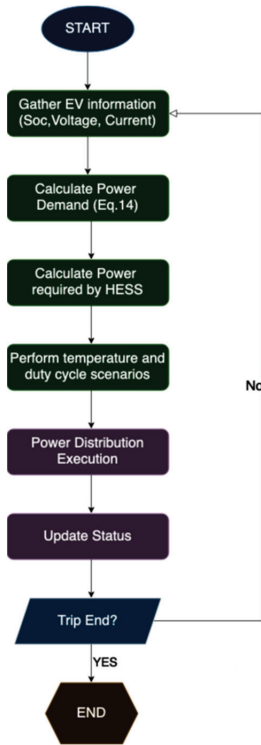 START
Gather EV information
(Soc,Voltage, Current)
Calculate Power
Demand (Eq.14)
Calculate Power
required by HESS
Perform temperature and
duty cycle scenarios
No
Power Distribution
Execution
Update Status
Trip End?
YES
END